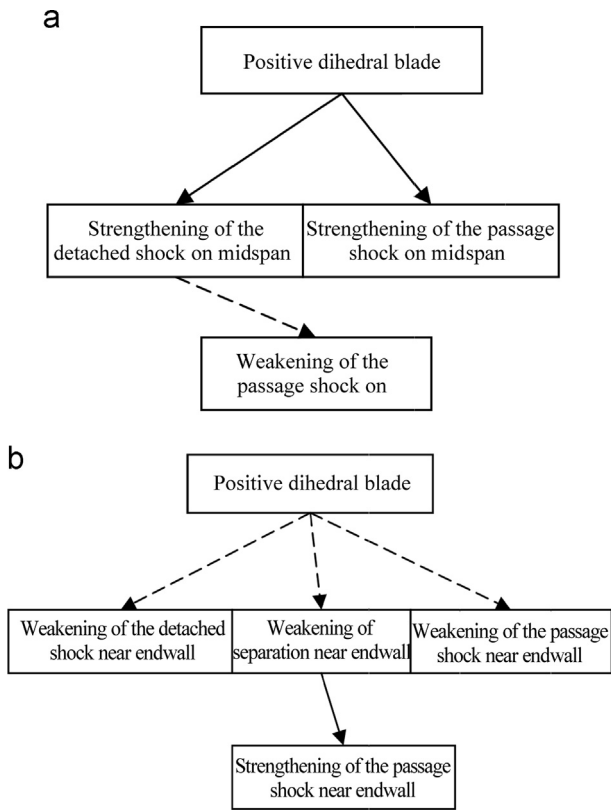 a
Positive dihedral blade
Strengthening of the
detached shock on midspan
Strengthening of the passage
shock on midspan
Weakening of the
passage shock on
b
Positive dihedral blade
Weakening of the detached
shock near endwall
Weakening of
separation near endwall
Weakening of the passage
shock near endwall
Strengthening of the passage
shock near endwall